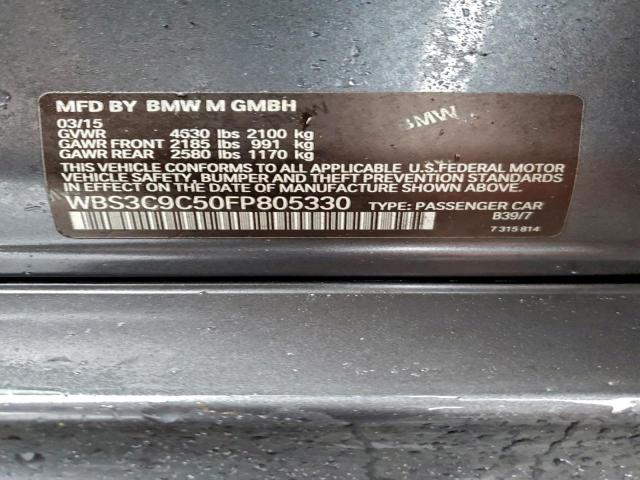 MFD BY BMW M GMBH
03/15
GVWR 4630 lbs 2100 kg
GAWR FRONT 2185 lbs 991 kg
GAWR REAR 2580 lbs 1170 kg
THIS VEHICLE CONFORMS TO ALL APPLICABLE U.S.FEDERAL MOTOR
VEHICLE SAFETY, BUMPER, AND THEFT PREVENTION STANDARDS
IN EFFECT ON THE DATE OF MANUFACTURE SHOWN ABOVE.
WBS3C9C50FP805330 TYPE: PASSENGER CAR
B39/7
7 315 814
BMW